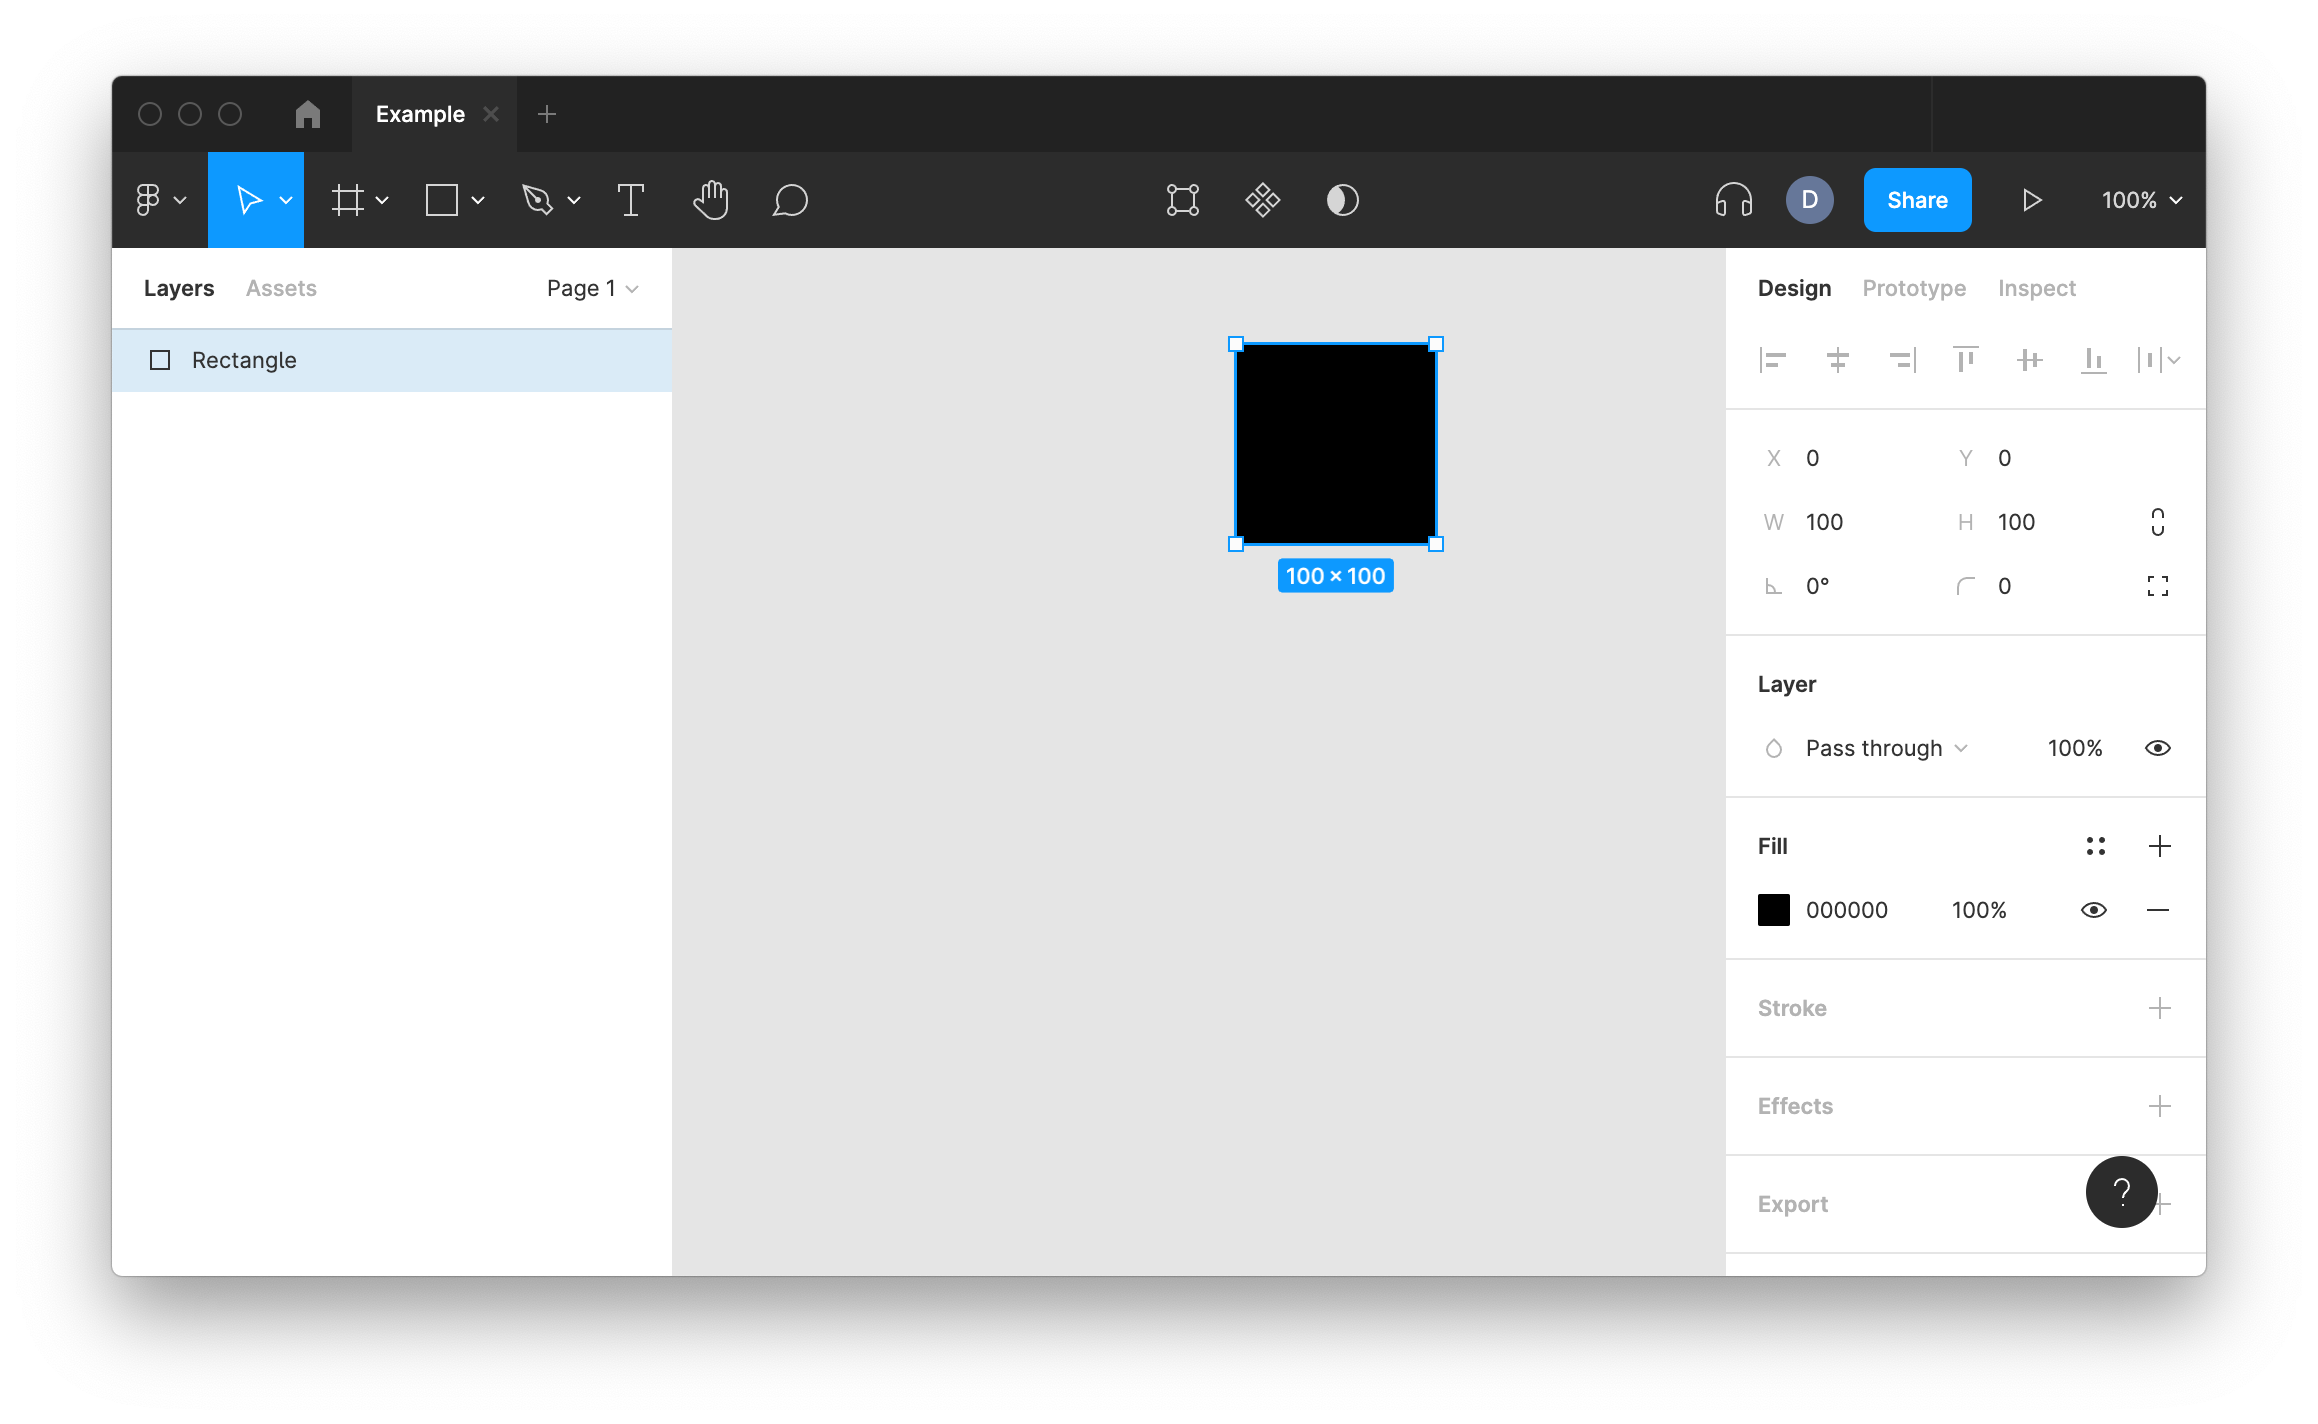 Example
D
Share
100%
Layers
Assets
Page 1
Rectangle
100 × 100
Design
Prototype
Inspect
X 0
Y 0
W 100
H 100
0°
0
Layer
Pass through
100%
Fill
000000
100%
Stroke
Effects
Export
?